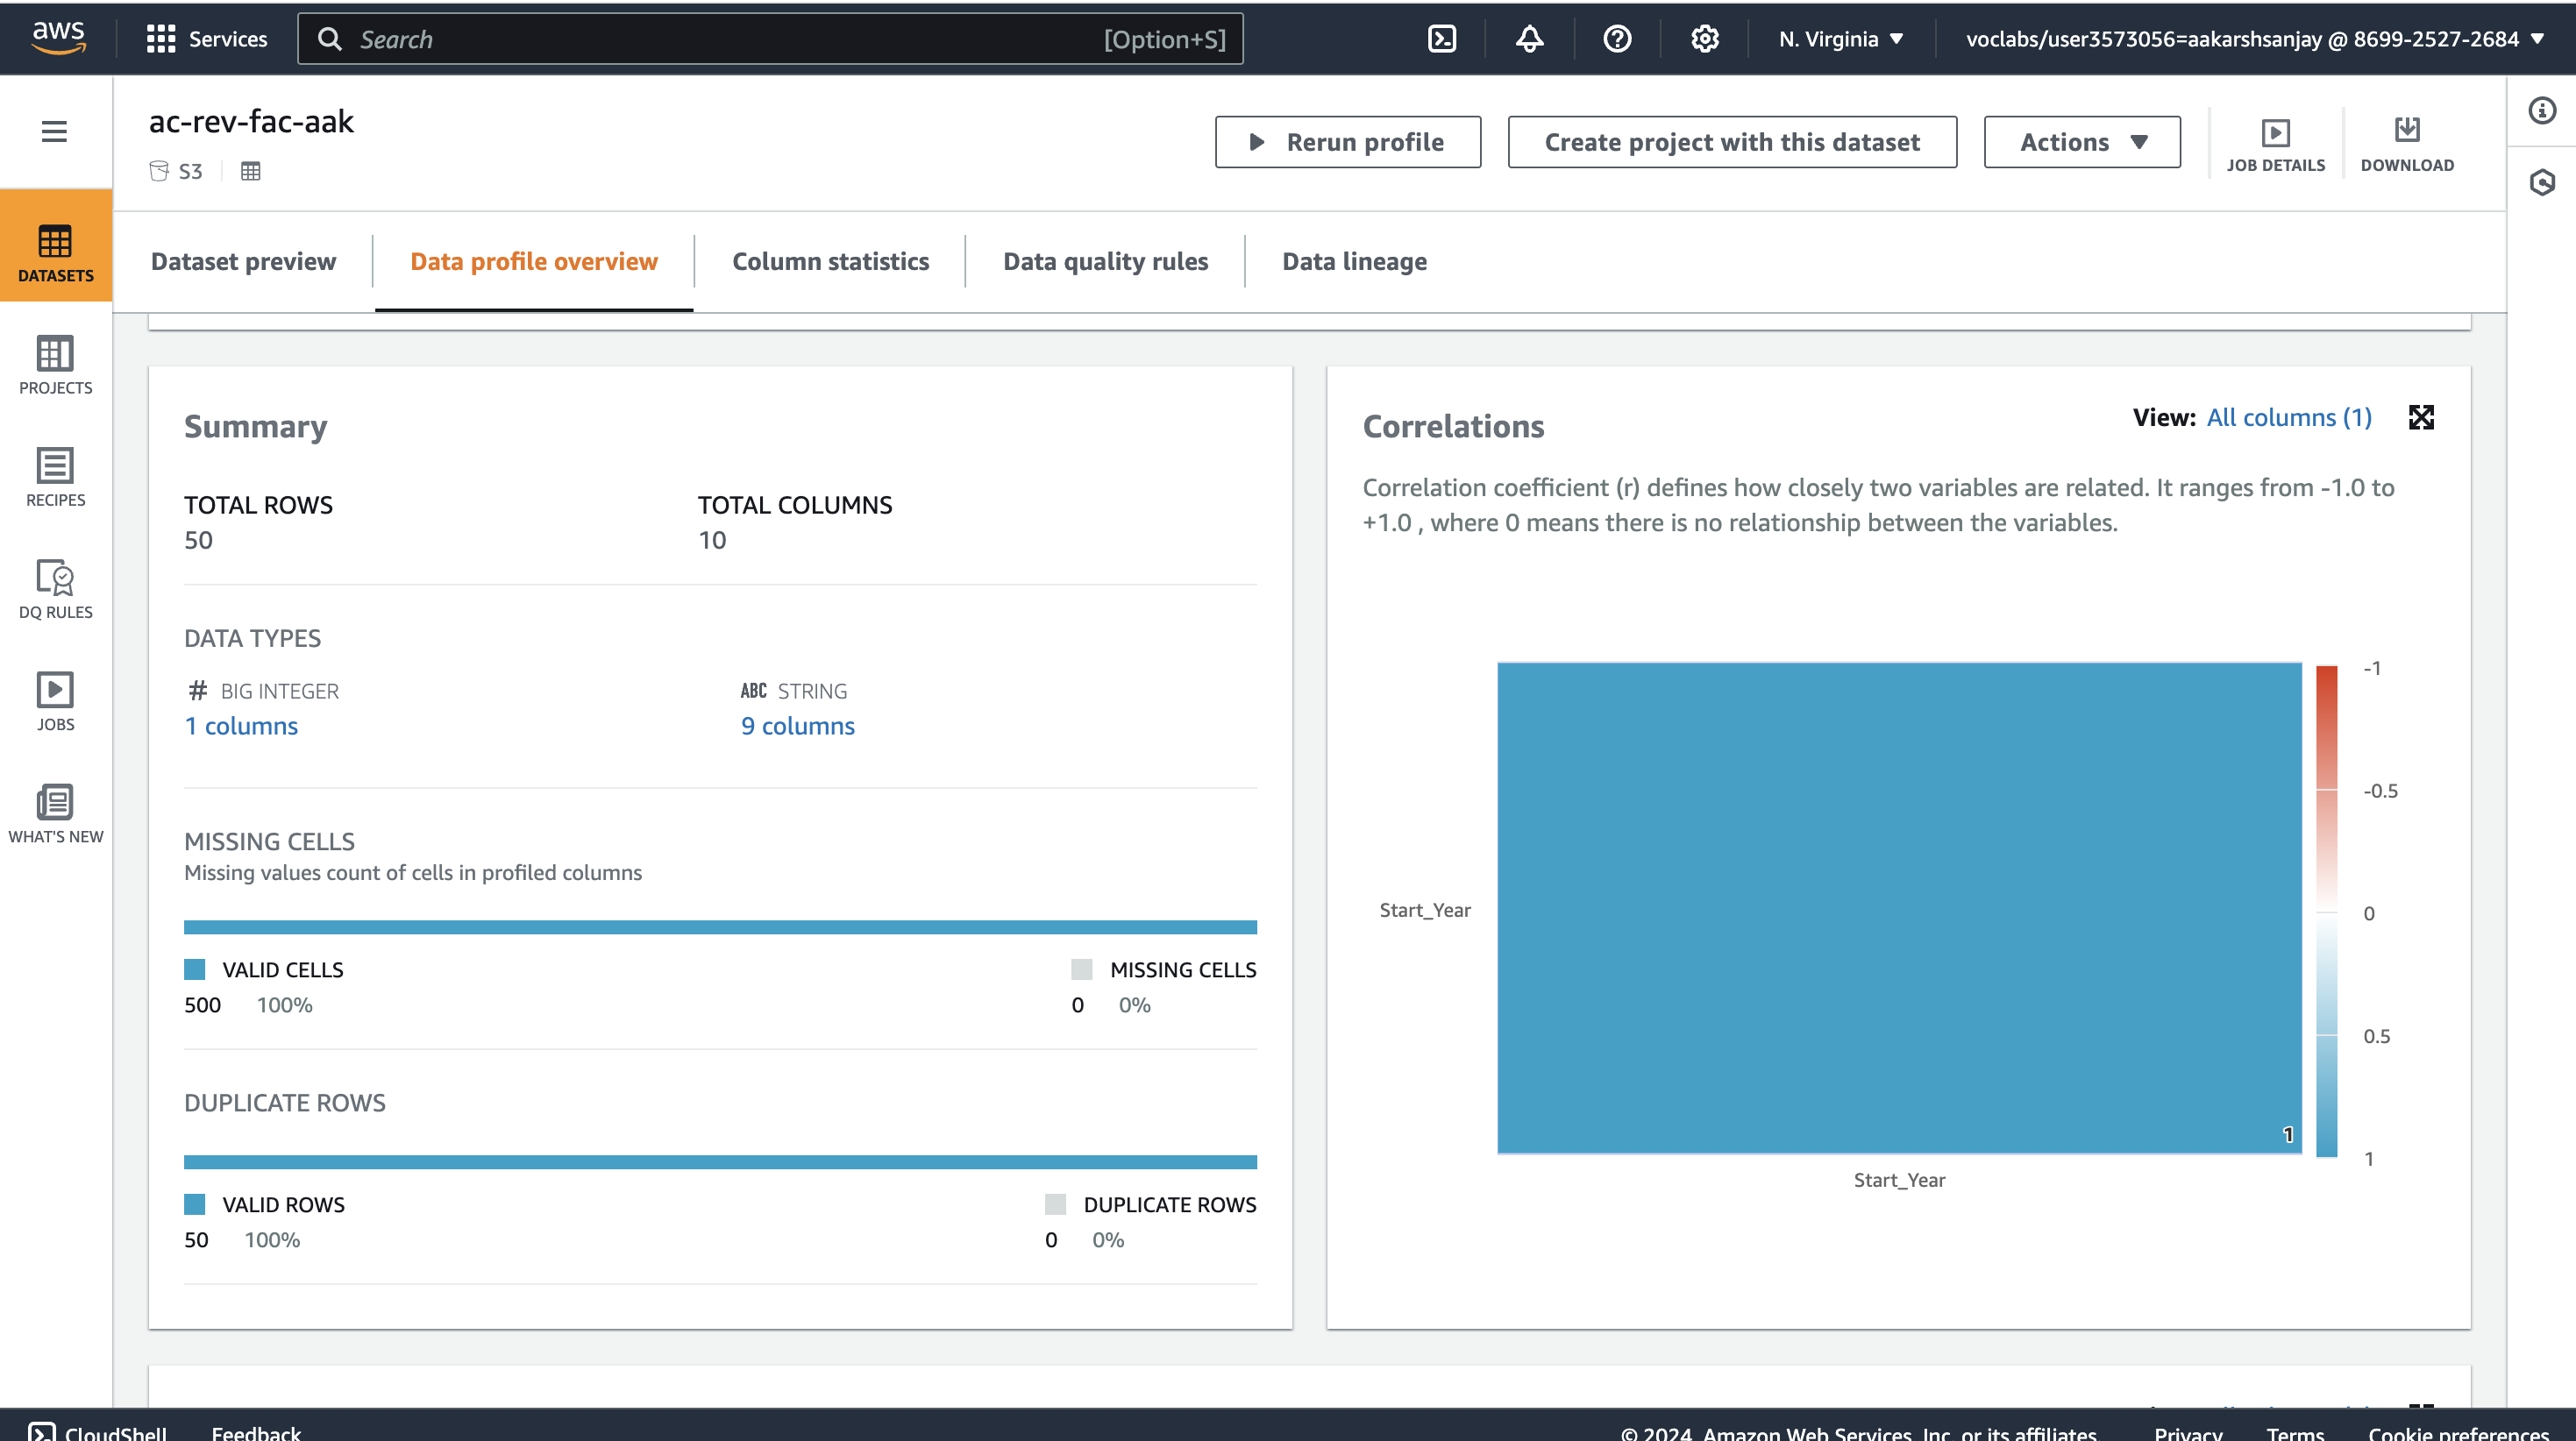 aws
Services
Search
[Option+S]
N. Virginia
voclabs/user3573056=aakarshsanjay @ 8699-2527-2684
ac-rev-fac-aak
S3
Rerun profile
Create project with this dataset
Actions
JOB DETAILS
DOWNLOAD
DATASETS
PROJECTS
RECIPES
DQ RULES
JOBS
WHAT'S NEW
Dataset preview
Data profile overview
Column statistics
Data quality rules
Data lineage
Summary
TOTAL ROWS
50
TOTAL COLUMNS
10
DATA TYPES
# BIG INTEGER
1 columns
ABC STRING
9 columns
MISSING CELLS
Missing values count of cells in profiled columns
VALID CELLS
500 100%
MISSING CELLS
0 0%
DUPLICATE ROWS
VALID ROWS
50 100%
DUPLICATE ROWS
0 0%
Correlations
View: All columns (1)
Correlation coefficient (r) defines how closely two variables are related. It ranges from -1.0 to
+1.0 , where 0 means there is no relationship between the variables.
Start_Year
1
Start_Year
-1
-0.5
0
0.5
1
CloudShell
Feedback
© 2024, Amazon Web Services, Inc. or its affiliates.
Privacy
Terms
Cookie preferences